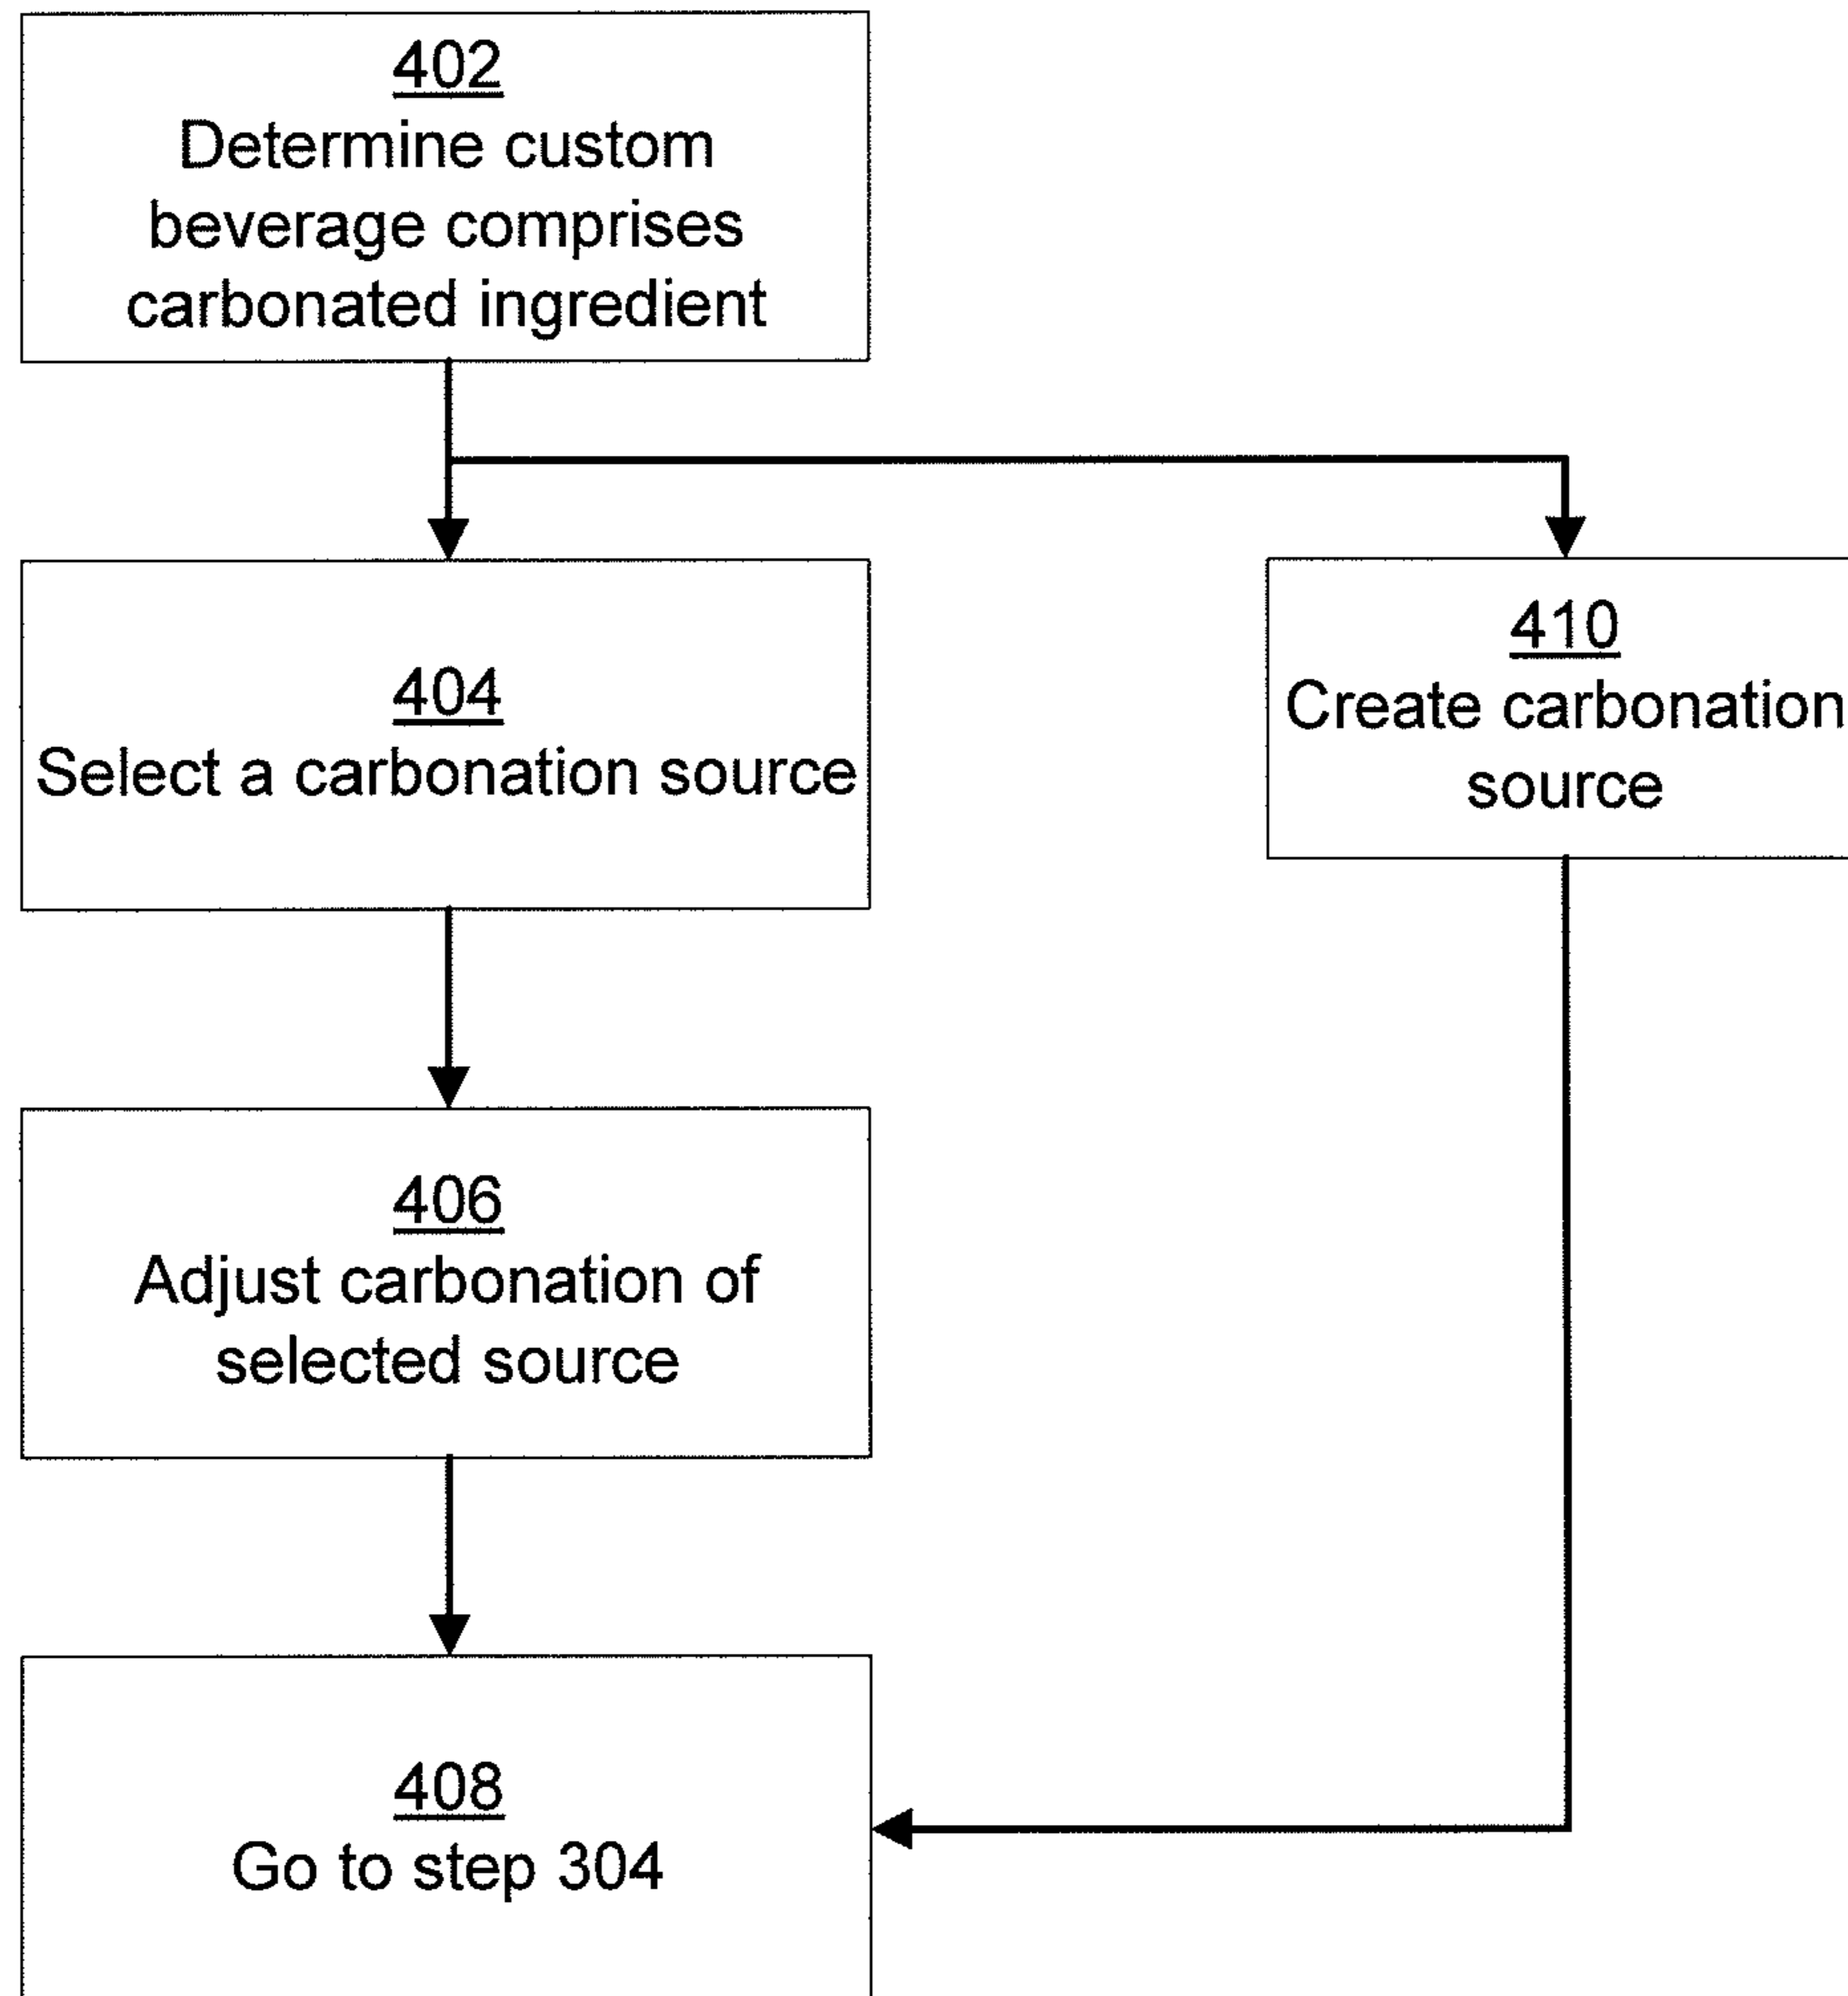 402
Determine custom
beverage comprises
carbonated ingredient
404
Select a carbonation source
410
Create carbonation
source
406
Adjust carbonation of
selected source
408
Go to step 304